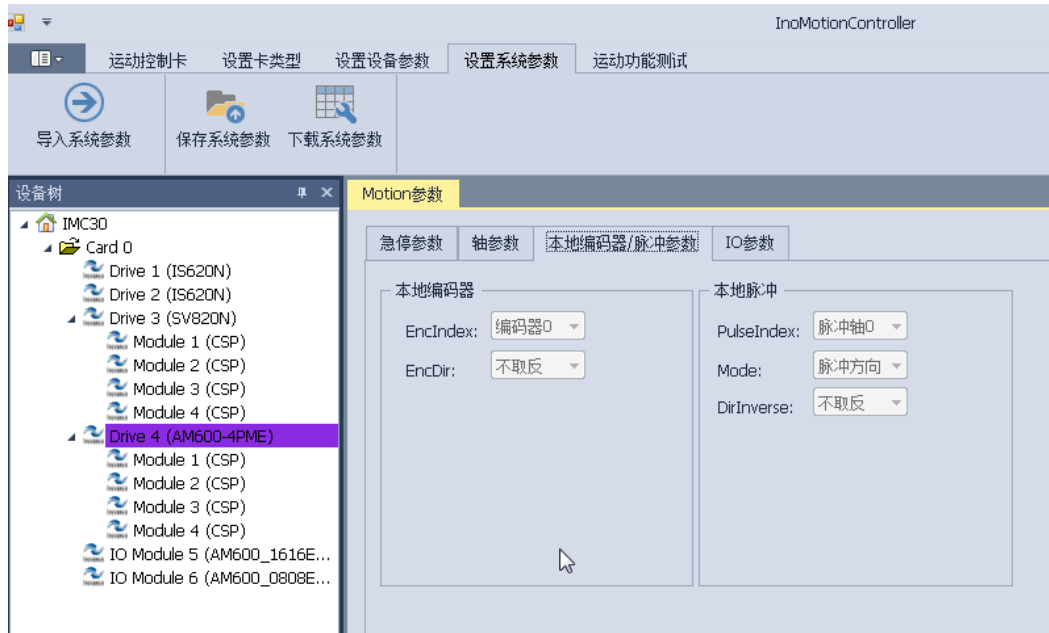 InoMotionController
运动控制卡 设置卡类型 设置设备参数 设置系统参数 运动功能测试
导入系统参数 保存系统参数 下载系统参数
设备树
IMC30
Card 0
Drive 1 (IS620N)
Drive 2 (IS620N)
Drive 3 (SV820N)
Module 1 (CSP)
Module 2 (CSP)
Module 3 (CSP)
Module 4 (CSP)
Drive 4 (AM600-4PME)
Module 1 (CSP)
Module 2 (CSP)
Module 3 (CSP)
Module 4 (CSP)
IO Module 5 (AM600_1616E...
IO Module 6 (AM600_0808E...
Motion参数
急停参数 轴参数 本地编码器/脉冲参数 IO参数
本地编码器
EncIndex: 编码器0
EncDir: 不取反
本地脉冲
PulseIndex: 脉冲轴0
Mode: 脉冲方向
DirInverse: 不取反